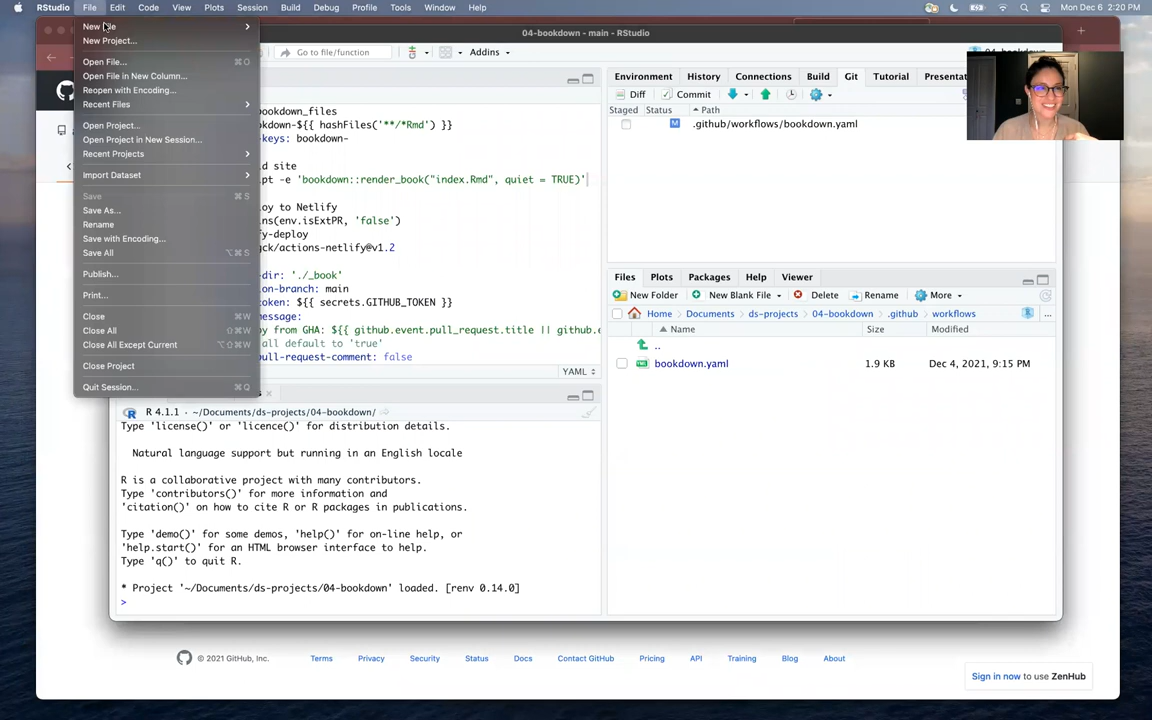 RStudio File Edit Code View Plots Session Build Debug Profile Tools Window Help Mon Dec 6 2:20 PM
04-bookdown - main - RStudio
New File
New Project...
Open File... ⌘O
Open File in New Column...
Reopen with Encoding...
Recent Files
Open Project...
Open Project in New Session...
Recent Projects
Import Dataset
Save ⌘S
Save As...
Rename
Save with Encoding...
Save All ⌥⌘S
Publish...
Print...
Close ⌘W
Close All ⇧⌘W
Close All Except Current ⌥⇧⌘W
Close Project
Quit Session... ⌘Q
Go to file/function Addins
04-bookdown
bookdown_files
okdown-${{ hashFiles('**/*Rmd') }}
-keys: bookdown-
ld site
ipt -e 'bookdown::render_book("index.Rmd", quiet = TRUE)'
loy to Netlify
ins(env.isExtPR, 'false')
fy-deploy
gck/actions-netlify@v1.2
-dir: './_book'
on-branch: main
token: ${{ secrets.GITHUB_TOKEN }}
message:
y from GHA: ${{ github.event.pull_request.title || github.e
all default to 'true'
pull-request-comment: false
YAML
R 4.1.1 · ~/Documents/ds-projects/04-bookdown/
Type 'license()' or 'licence()' for distribution details.
Natural language support but running in an English locale
R is a collaborative project with many contributors.
Type 'contributors()' for more information and
'citation()' on how to cite R or R packages in publications.
Type 'demo()' for some demos, 'help()' for on-line help, or
'help.start()' for an HTML browser interface to help.
Type 'q()' to quit R.
* Project '~/Documents/ds-projects/04-bookdown' loaded. [renv 0.14.0]
>
Environment History Connections Build Git Tutorial Presentat
Diff Commit
Staged Status Path
M .github/workflows/bookdown.yaml
Files Plots Packages Help Viewer
New Folder New Blank File Delete Rename More
Home Documents ds-projects 04-bookdown .github workflows ...
Name Size Modified
..
bookdown.yaml 1.9 KB Dec 4, 2021, 9:15 PM
© 2021 GitHub, Inc. Terms Privacy Security Status Docs Contact GitHub Pricing API Training Blog About
Sign in now to use ZenHub